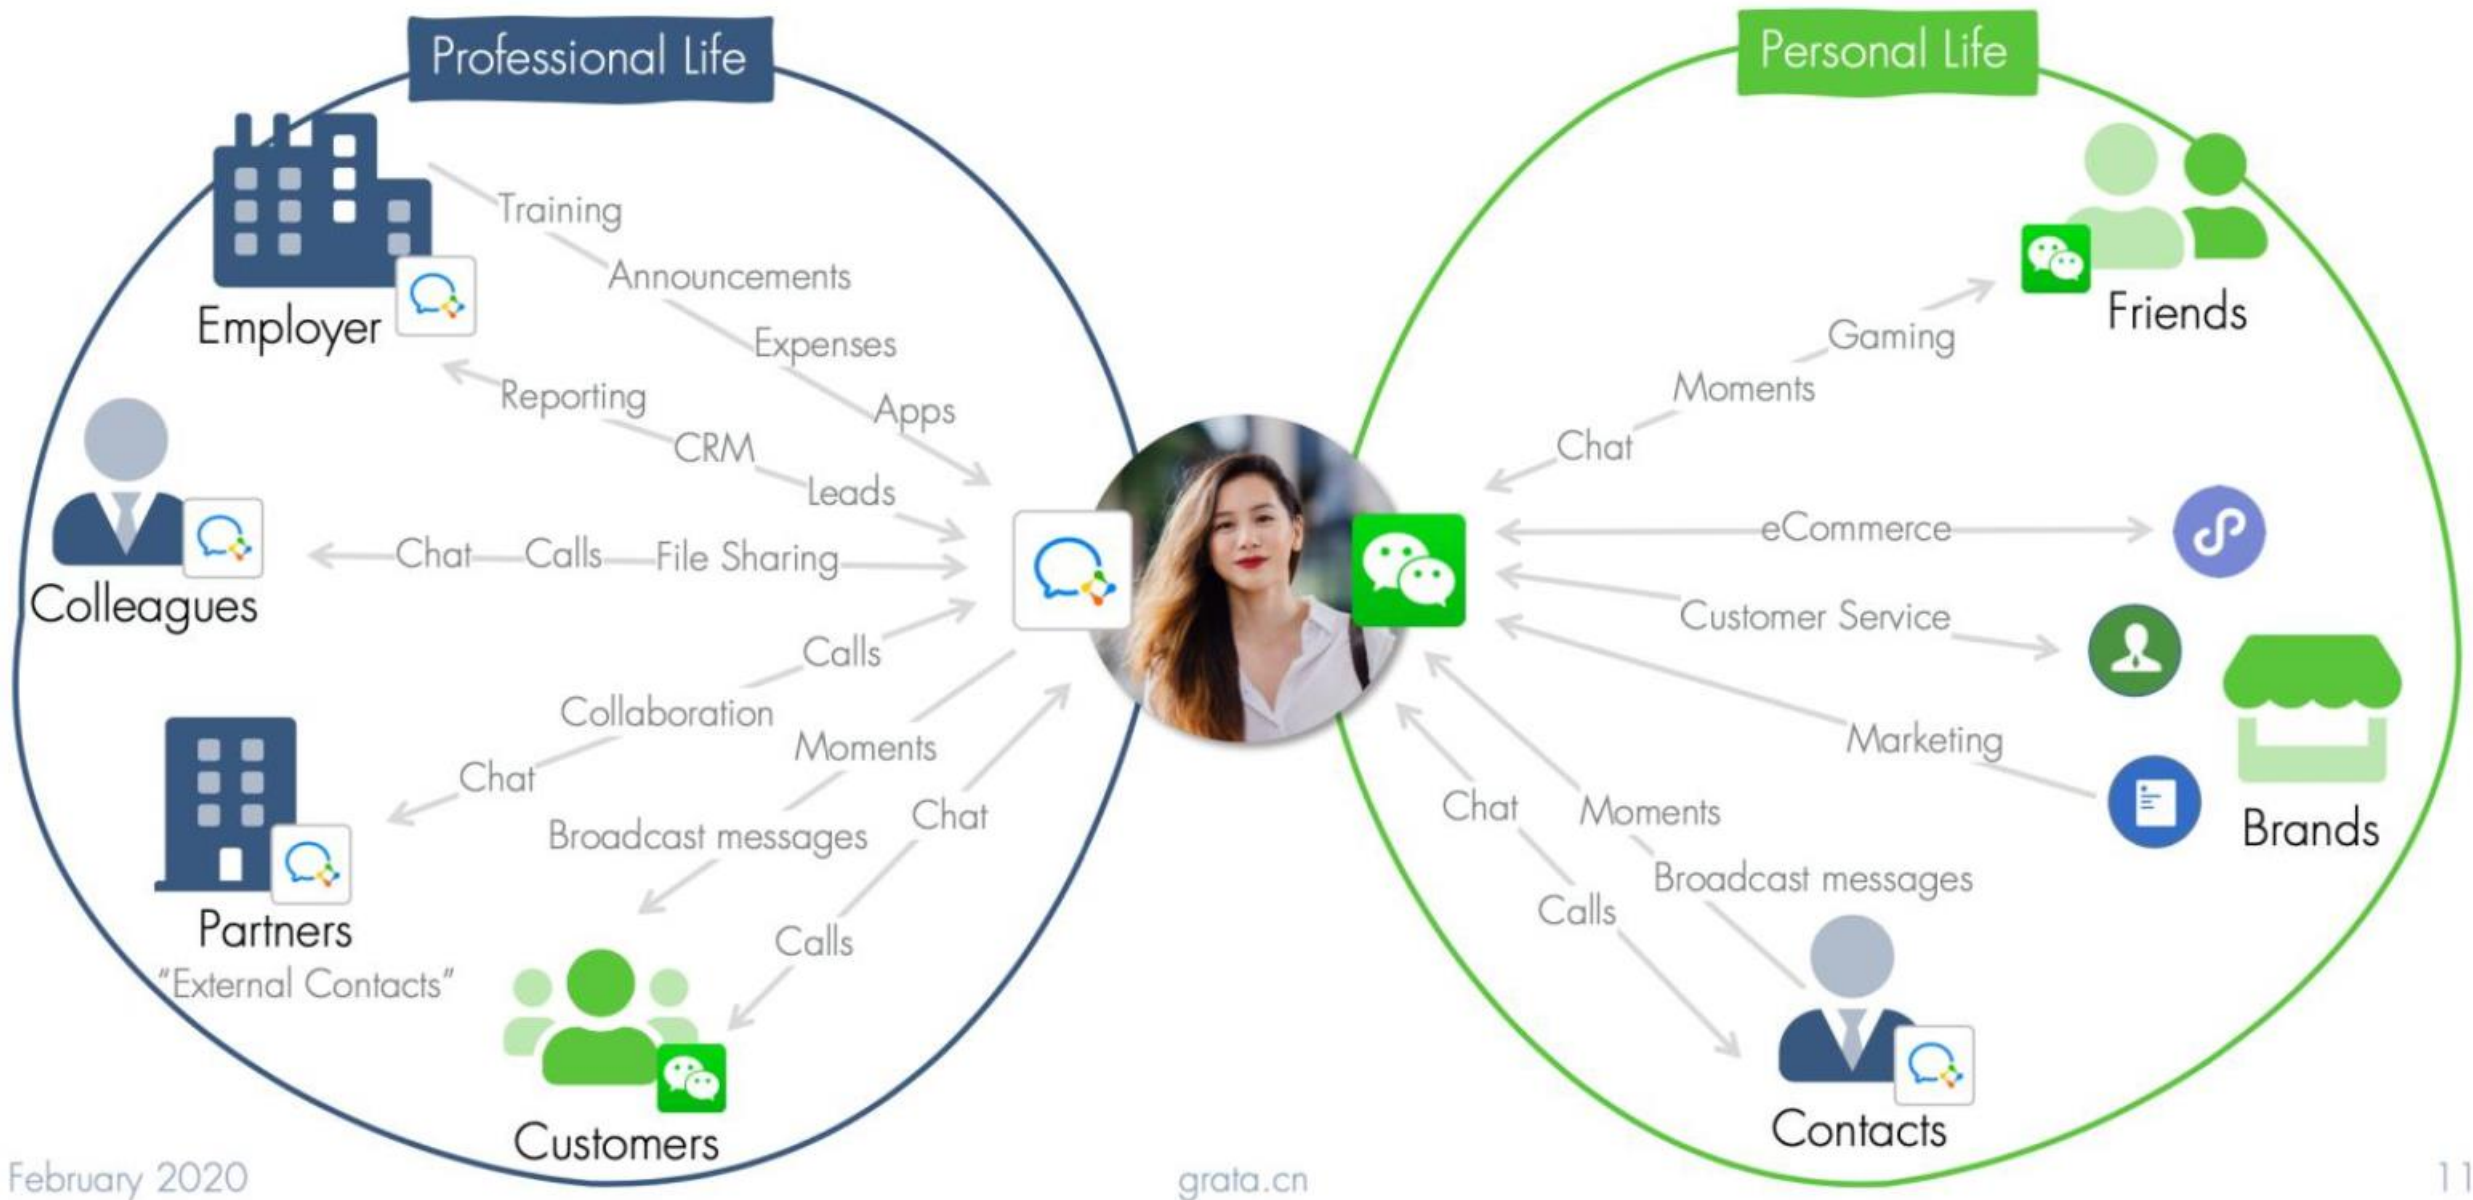 Professional Life
Personal Life
Training
Announcements
Expenses
Apps
Employer
Reporting
CRM
Leads
Chat
Calls
File Sharing
Colleagues
Calls
Collaboration
Chat
Partners
"External Contacts"
Moments
Broadcast messages
Chat
Calls
Customers
Friends
Gaming
Moments
Chat
eCommerce
Customer Service
Marketing
Brands
Chat
Calls
Moments
Broadcast messages
Contacts
February 2020
grata.cn
11